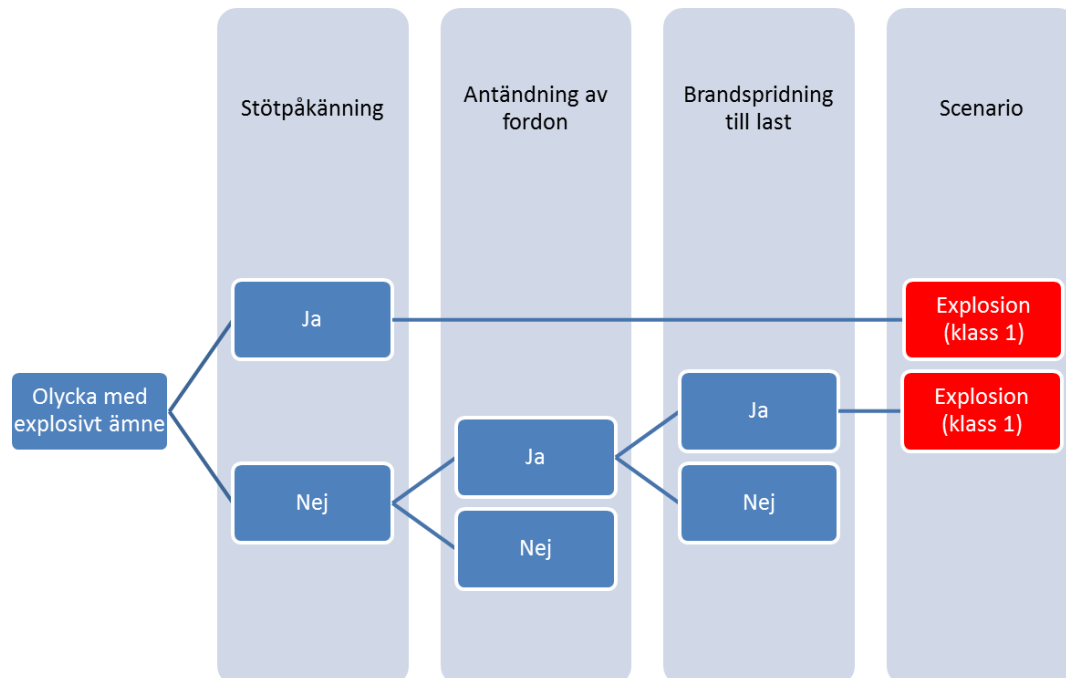 Stötpåkänning
Antändning av
fordon
Brandspridning
till last
Scenario
Ja
Explosion
(klass 1)
Olycka med
explosivt ämne
Ja
Ja
Explosion
(klass 1)
Nej
Nej
Nej